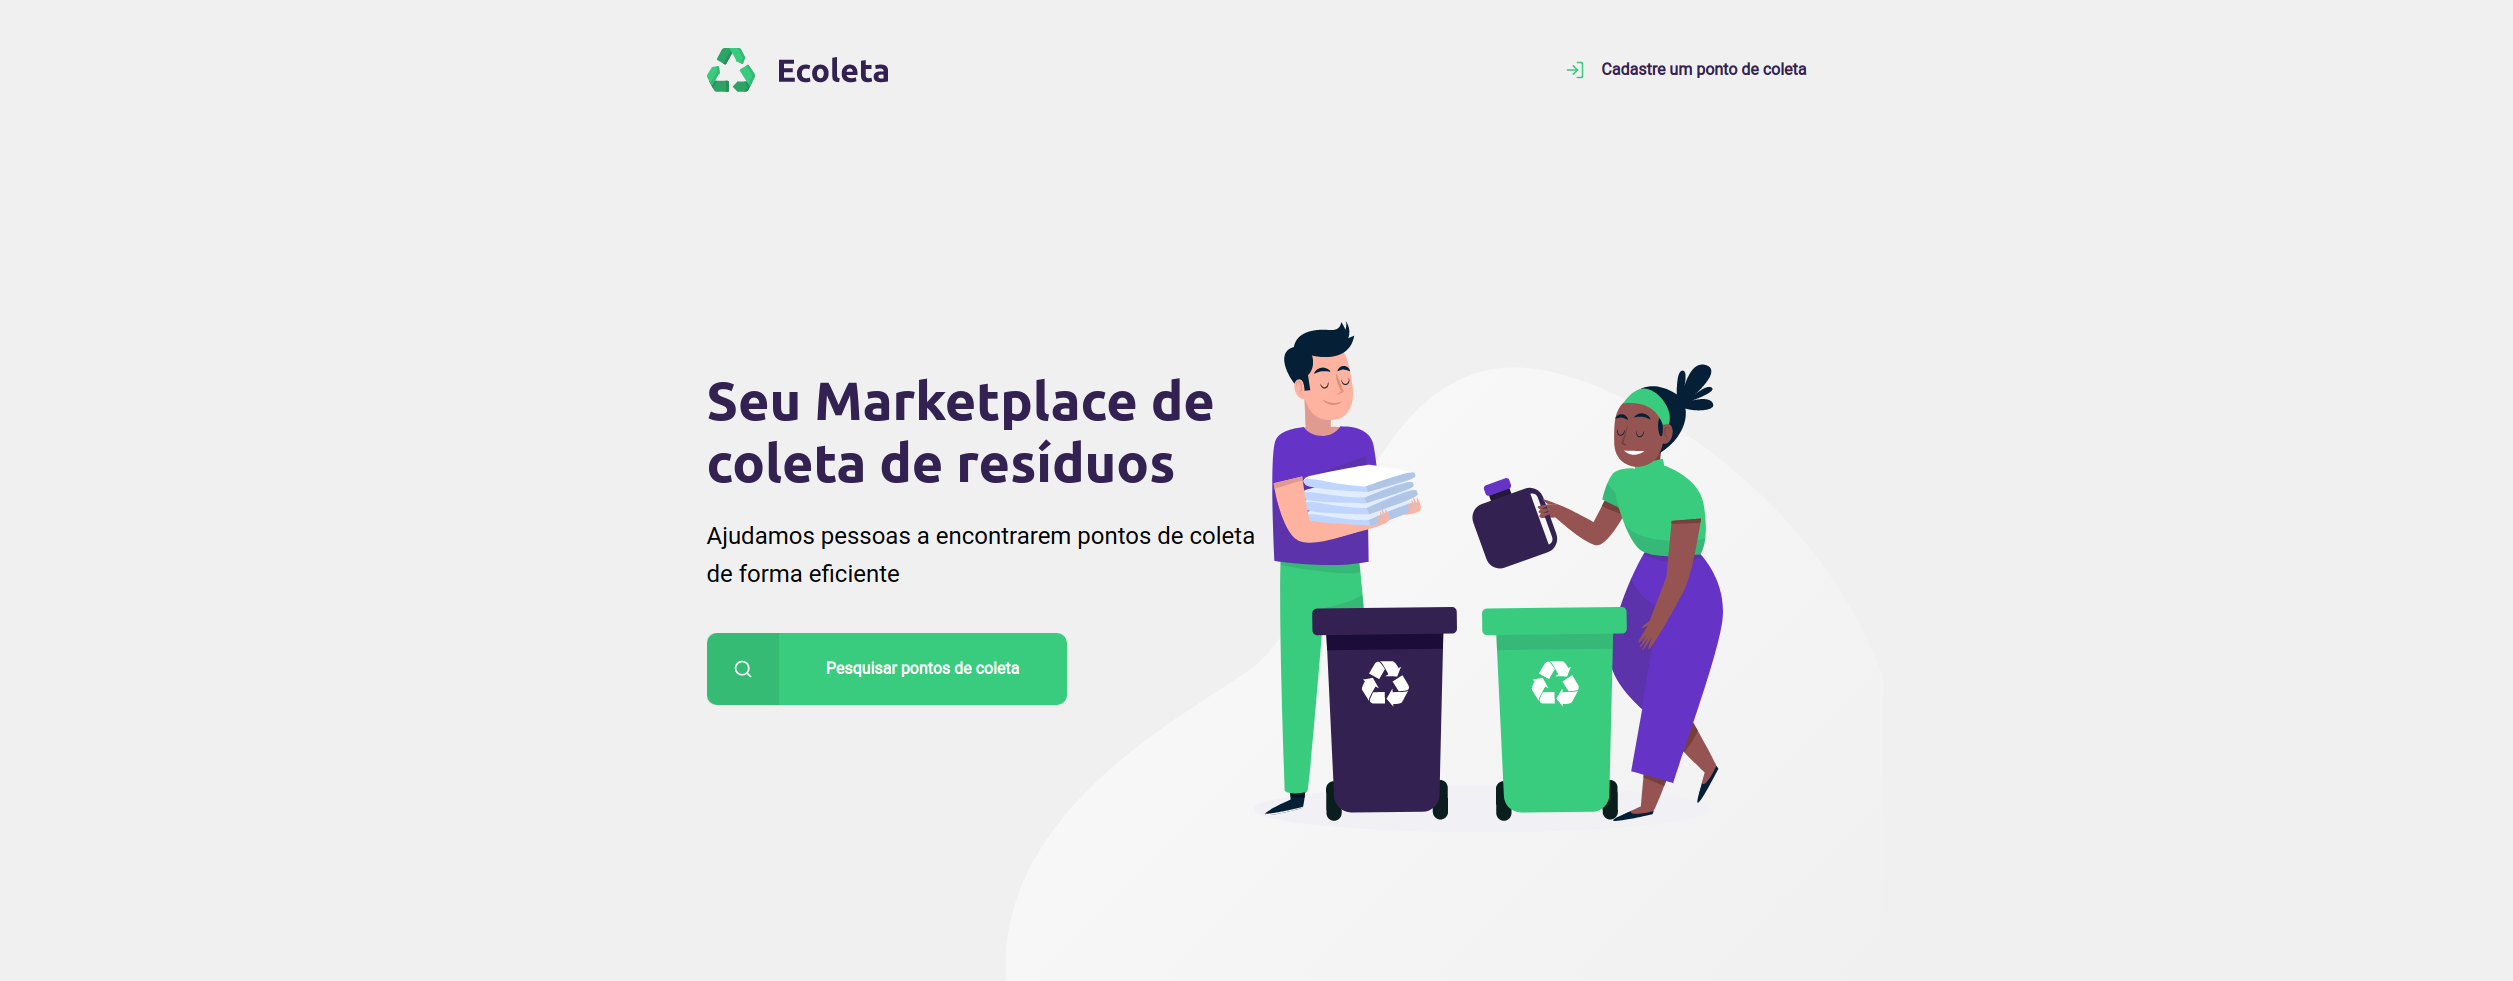 Ecoleta
Cadastre um ponto de coleta
Seu Marketplace de
coleta de resíduos
Ajudamos pessoas a encontrarem pontos de coleta
de forma eficiente
Pesquisar pontos de coleta